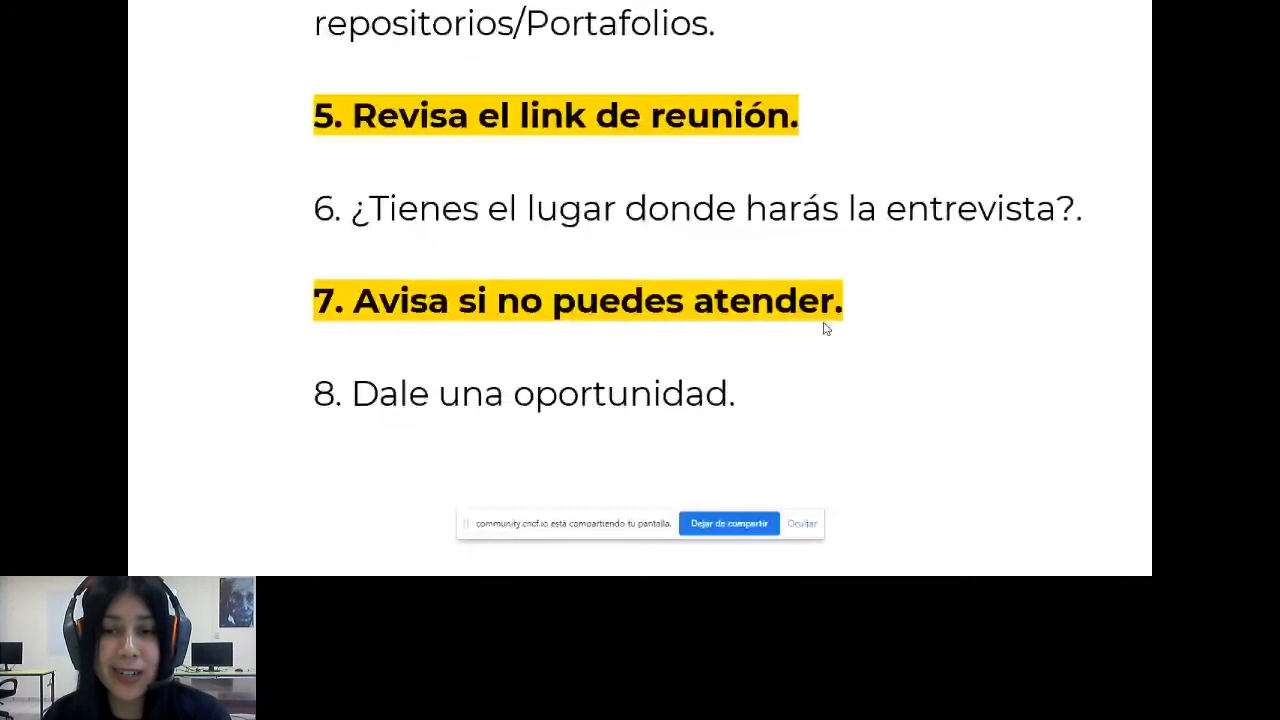 repositorios/Portafolios.
5. Revisa el link de reunión.
6. ¿Tienes el lugar donde harás la entrevista?.
7. Avisa si no puedes atender.
8. Dale una oportunidad.
community.cncf.io está compartiendo tu pantalla. Dejar de compartir Ocultar